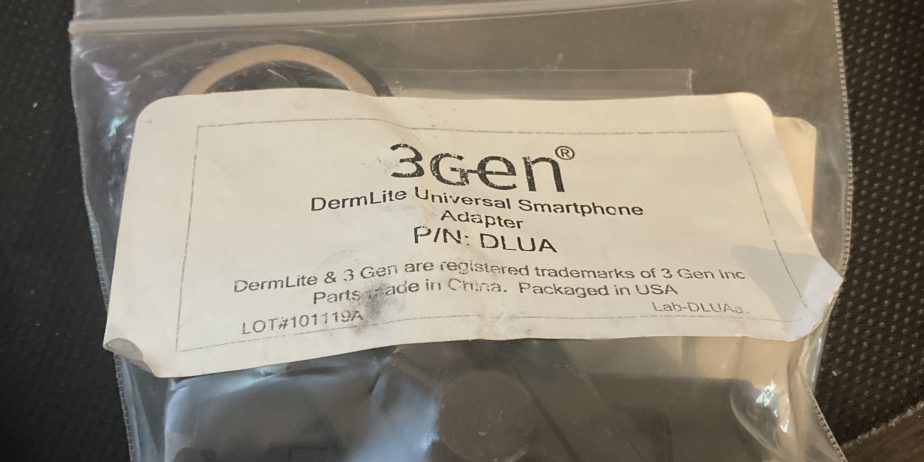 3Gen®
DermLite Universal Smartphone
Adapter
P/N: DLUA
DermLite & 3 Gen are registered trademarks of 3 Gen Inc
Parts made in China. Packaged in USA
LOT#101119A
Lab-DLUAa